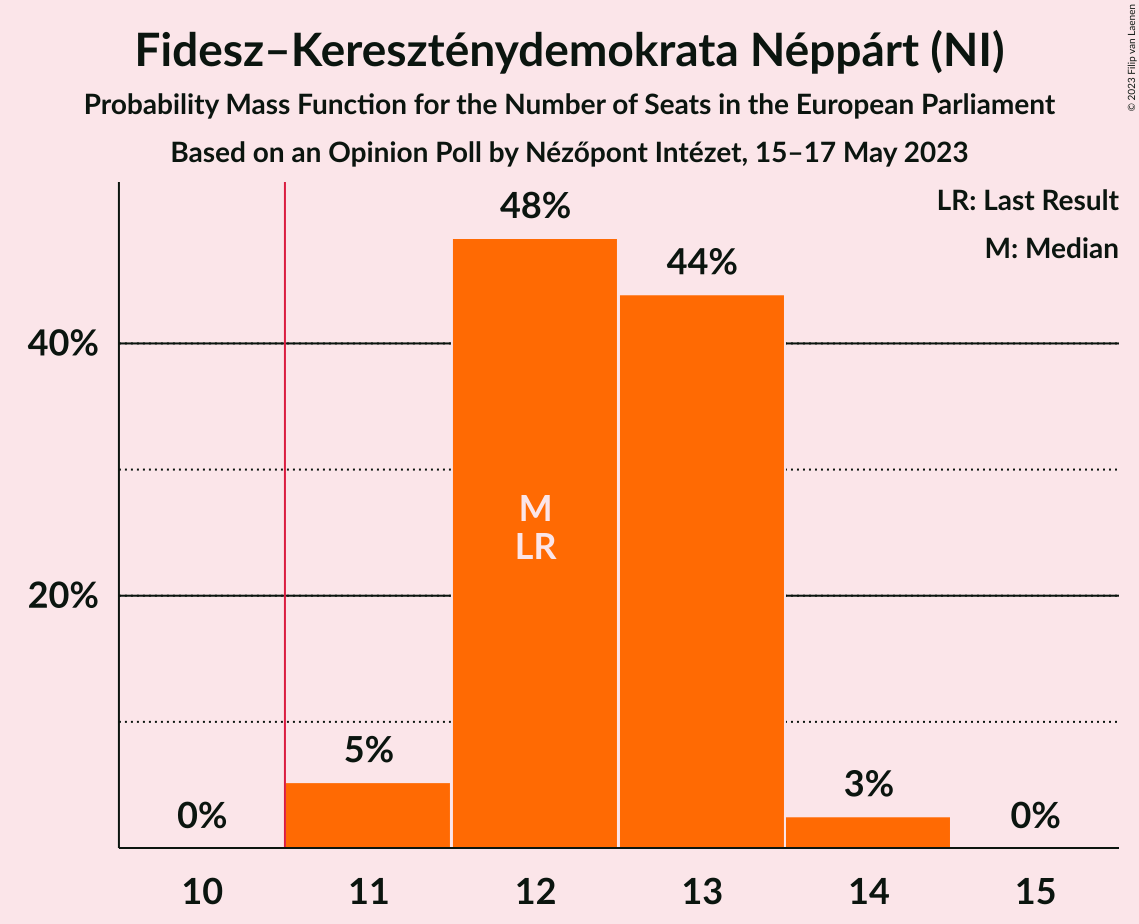 Fidesz–Kereszténydemokrata Néppárt (NI)
Probability Mass Function for the Number of Seats in the European Parliament
Based on an Opinion Poll by Nézőpont Intézet, 15–17 May 2023
© 2023 Filip van Laenen
LR: Last Result
M: Median
48%
44%
40%
M
LR
20%
5%
3%
0%
0%
10 11 12 13 14 15